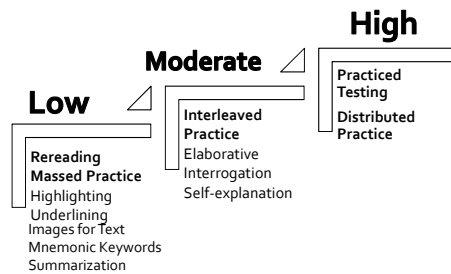 High
Practiced
Testing
Distributed
Practice
Moderate
Interleaved
Practice
Elaborative
Interrogation
Self-explanation
Low
Rereading
Massed Practice
Highlighting
Underlining
Images for Text
Mnemonic Keywords
Summarization